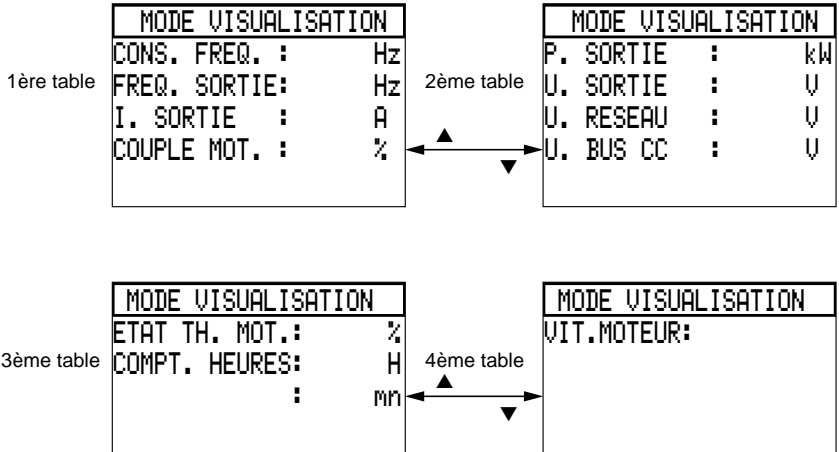 MODE VISUALISATION
CONS. FREQ. : Hz
1ère table
FREQ. SORTIE: Hz
I. SORTIE : A
COUPLE MOT. : %
MODE VISUALISATION
P. SORTIE : kW
2ème table
U. SORTIE : V
U. RESEAU : V
U. BUS CC : V
MODE VISUALISATION
ETAT TH. MOT.: %
3ème table
COMPT. HEURES: H
: mn
MODE VISUALISATION
VIT.MOTEUR:
4ème table